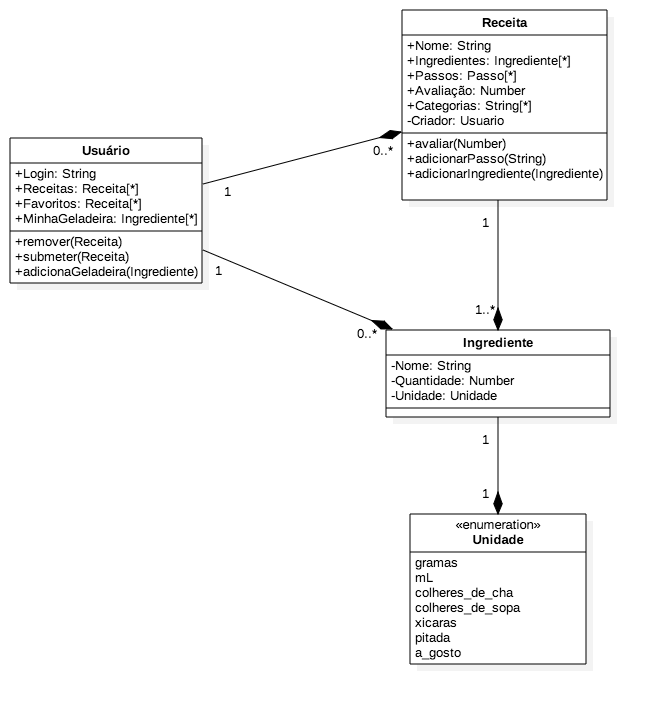 Receita
+Nome: String
+Ingredientes: Ingrediente[*]
+Passos: Passo[*]
+Avaliação: Number
+Categorias: String[*]
-Criador: Usuario
+avaliar(Number)
+adicionarPasso(String)
+adicionarIngrediente(Ingrediente)
Usuário
+Login: String
+Receitas: Receita[*]
+Favoritos: Receita[*]
+MinhaGeladeira: Ingrediente[*]
+remover(Receita)
+submeter(Receita)
+adicionaGeladeira(Ingrediente)
1
0..*
1
0..*
1
1..*
Ingrediente
-Nome: String
-Quantidade: Number
-Unidade: Unidade
1
1
«enumeration»
Unidade
gramas
mL
colheres_de_cha
colheres_de_sopa
xicaras
pitada
a_gosto